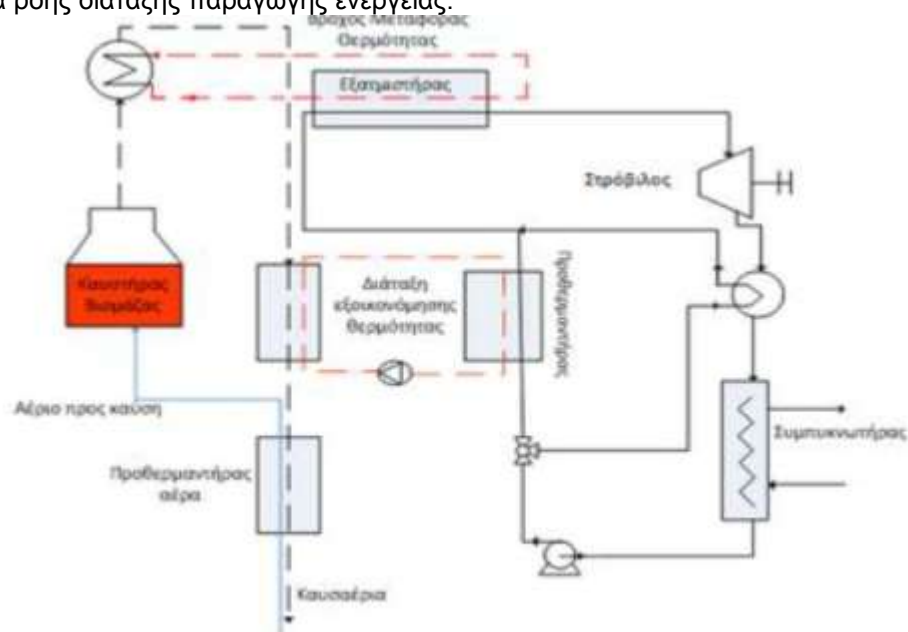 ροής διάταξης παραγωγής ενέργειας.
Βρόχος Μεταφοράς
Θερμότητας
Εξατμιστήρας
Στρόβιλος
Καυστήρας
Βιομάζας
Διάταξη
εξοικονόμησης
θερμότητας
Προθερμαντήρας
Αέριο προς καύση
Συμπυκνωτήρας
Προθερμαντήρας
αέρα
Καυσαέρια